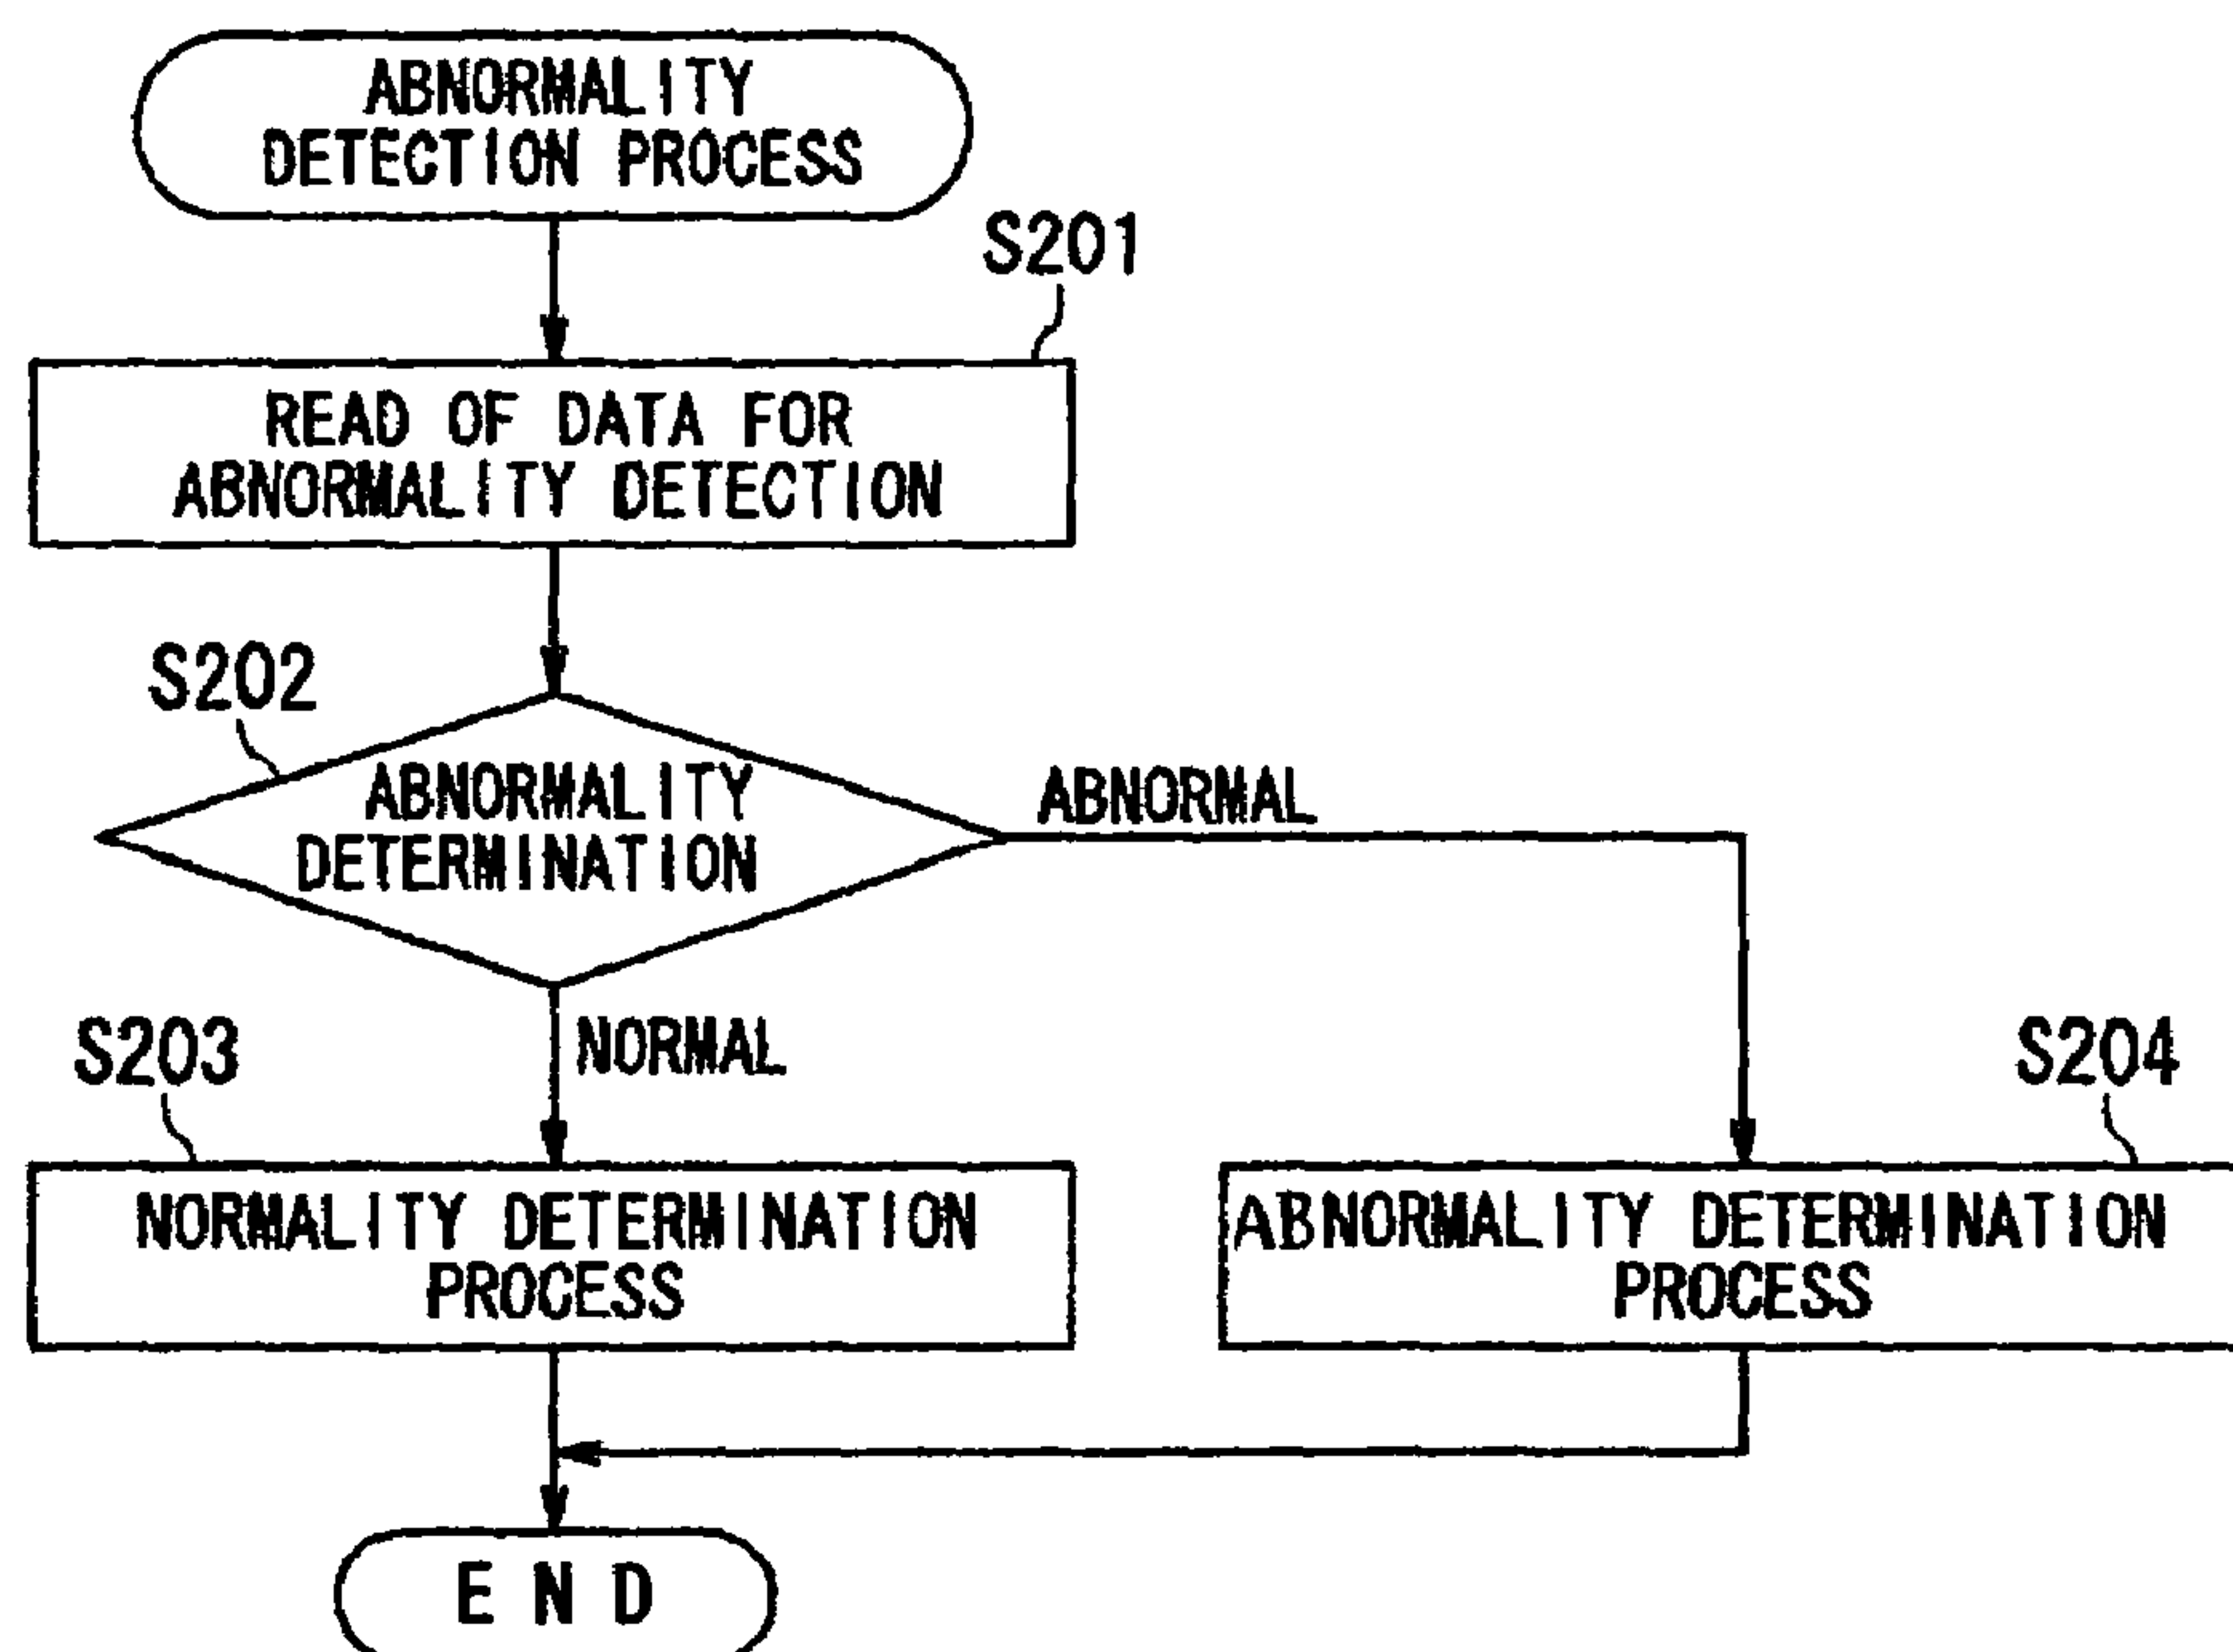 ABNORMALITY
DETECTION PROCESS
S201
READ OF DATA FOR
ABNORMALITY DETECTION
S202
ABNORMALITY
DETERMINATION
ABNORMAL
NORMAL
S203
S204
NORMALITY DETERMINATION
PROCESS
ABNORMALITY DETERMINATION
PROCESS
END